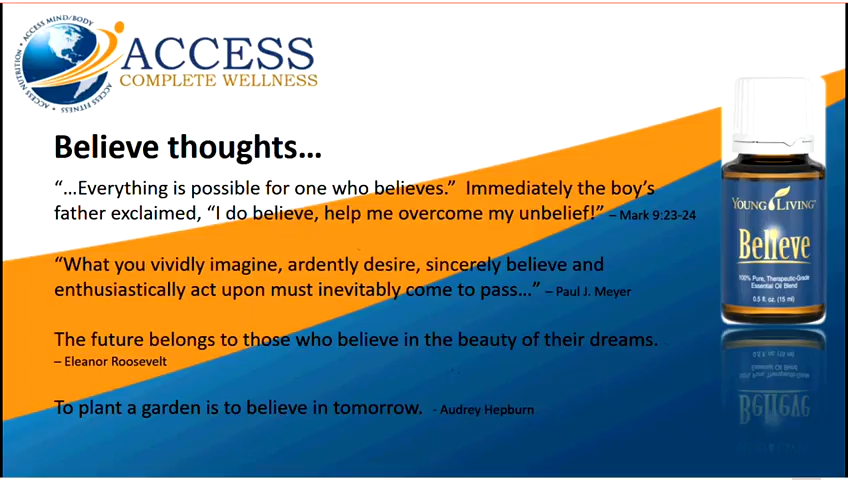 • ACCESS MIND/BODY • ACCESS FITNESS • ACCESS NUTRITION
ACCESS
COMPLETE WELLNESS
Believe thoughts...
“...Everything is possible for one who believes.” Immediately the boy’s
father exclaimed, “I do believe, help me overcome my unbelief!” – Mark 9:23-24
“What you vividly imagine, ardently desire, sincerely believe and
enthusiastically act upon must inevitably come to pass...” – Paul J. Meyer
The future belongs to those who believe in the beauty of their dreams.
– Eleanor Roosevelt
To plant a garden is to believe in tomorrow. - Audrey Hepburn
YOUNG LIVING™
Believe
100% Pure, Therapeutic-Grade
Essential Oil Blend
0.5 fl. oz. (15 ml)